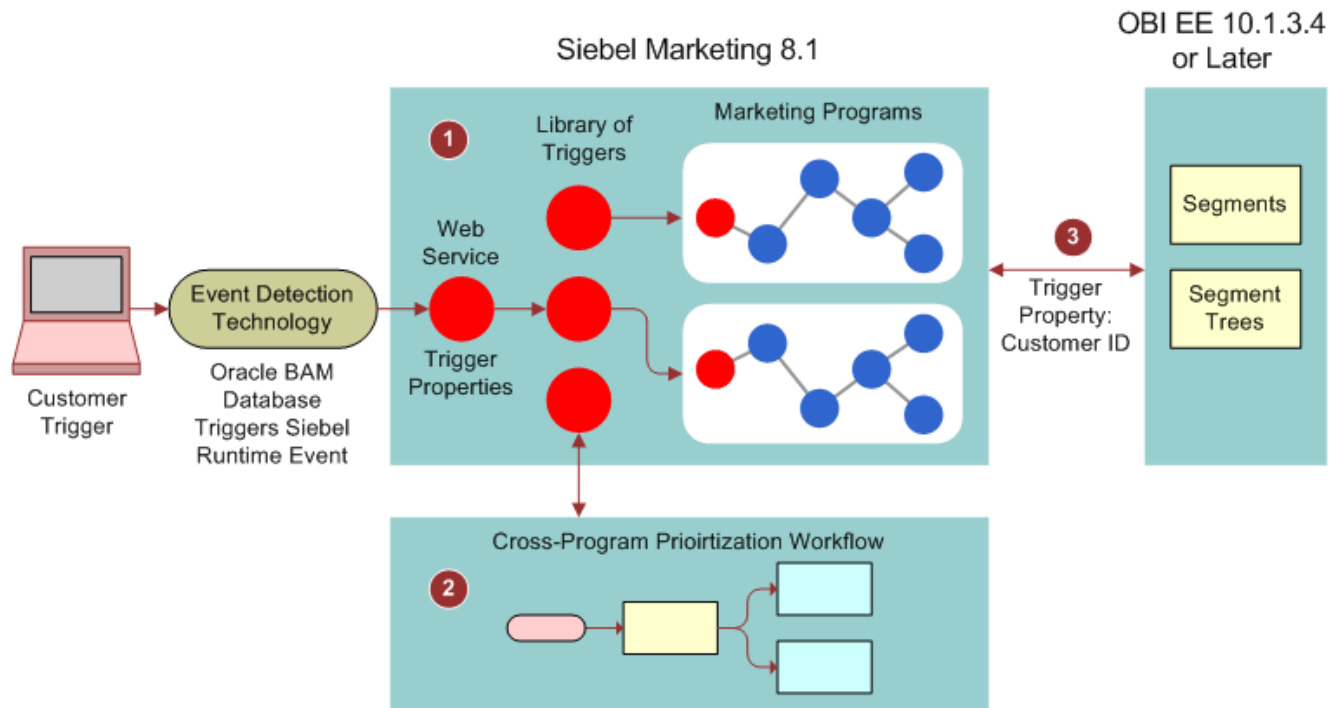 OBI EE 10.1.3.4
or Later
Siebel Marketing 8.1
1
Library of
Triggers
Marketing Programs
Web
Service
Trigger
Properties
Customer
Trigger
Event Detection
Technology
Oracle BAM
Database
Triggers Siebel
Runtime Event
3
Trigger
Property:
Customer ID
Segments
Segment
Trees
Cross-Program Prioirtization Workflow
2